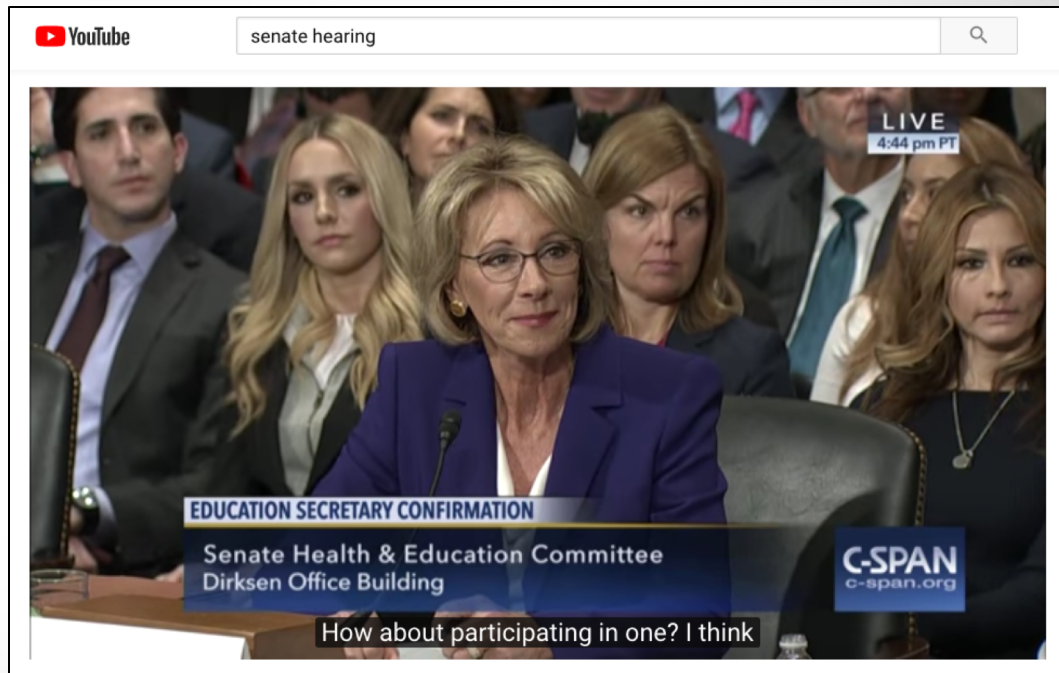 YouTube
senate hearing
LIVE
4:44 pm PT
EDUCATION SECRETARY CONFIRMATION
Senate Health & Education Committee
Dirksen Office Building
C-SPAN
c-span.org
How about participating in one? I think